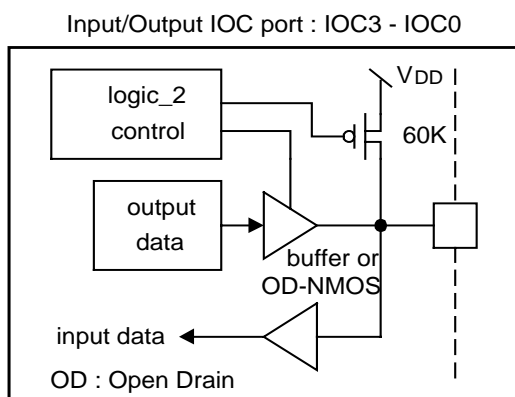 Input/Output IOC port : IOC3 - IOC0
VDD
logic_2
control
60K
output
data
buffer or
OD-NMOS
input data
OD : Open Drain